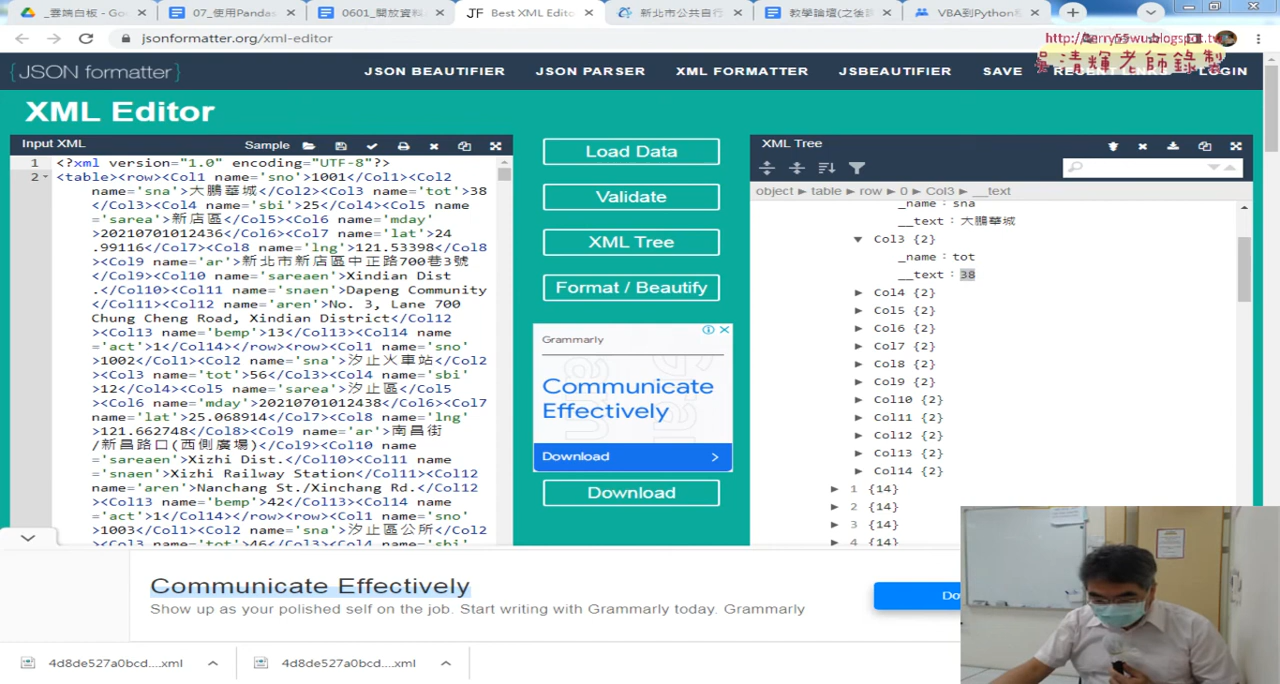 _雲端白板 - Go
07_使用Pandas
0601_開放資料
JF Best XML Edito
新北市公共自行
教學論壇(之後課
VBA到Python程
jsonformatter.org/xml-editor
http://terry55wu.blogspot.tw
吳清輝老師錄製
{JSON formatter}
JSON BEAUTIFIER
JSON PARSER
XML FORMATTER
JSBEAUTIFIER
SAVE
RECENT LINKS
LOGIN
XML Editor
Input XML
Sample
1 <?xml version="1.0" encoding="UTF-8"?>
2 <table><row><Col1 name='sno'>1001</Col1><Col2
name='sna'>大鵬華城</Col2><Col3 name='tot'>38
</Col3><Col4 name='sbi'>25</Col4><Col5 name
='sarea'>新店區</Col5><Col6 name='mday'
>20210701012436</Col6><Col7 name='lat'>24
.99116</Col7><Col8 name='lng'>121.53398</Col8
><Col9 name='ar'>新北市新店區中正路700巷3號
</Col9><Col10 name='sareaen'>Xindian Dist
.</Col10><Col11 name='snaen'>Dapeng Community
</Col11><Col12 name='aren'>No. 3, Lane 700
Chung Cheng Road, Xindian District</Col12
><Col13 name='bemp'>13</Col13><Col14 name=
'act'>1</Col14></row><row><Col1 name='sno'
>1002</Col1><Col2 name='sna'>汐止火車站</Col2
><Col3 name='tot'>56</Col3><Col4 name='sbi'
>12</Col4><Col5 name='sarea'>汐止區</Col5
><Col6 name='mday'>20210701012438</Col6><Col7
name='lat'>25.068914</Col7><Col8 name='lng'
>121.662748</Col8><Col9 name='ar'>南昌街
/新昌路口(西側廣場)</Col9><Col10 name
='sareaen'>Xizhi Dist.</Col10><Col11 name
='snaen'>Xizhi Railway Station</Col11><Col12
name='aren'>Nanchang St./Xinchang Rd.</Col12
><Col13 name='bemp'>42</Col13><Col14 name=
'act'>1</Col14></row><row><Col1 name='sno'
>1003</Col1><Col2 name='sna'>汐止區公所</Col2
><Col3 name='tot'>46</Col3><Col4 name='sbi'
Load Data
Validate
XML Tree
Format / Beautify
Grammarly
Communicate
Effectively
Download
Download
XML Tree
object ▶ table ▶ row ▶ 0 ▶ Col3 ▶ __text
_name : sna
__text : 大鵬華城
Col3 {2}
_name : tot
__text : 38
Col4 {2}
Col5 {2}
Col6 {2}
Col7 {2}
Col8 {2}
Col9 {2}
Col10 {2}
Col11 {2}
Col12 {2}
Col13 {2}
Col14 {2}
1 {14}
2 {14}
3 {14}
4 {14}
Communicate Effectively
Show up as your polished self on the job. Start writing with Grammarly today. Grammarly
Do
4d8de527a0bcd....xml
4d8de527a0bcd....xml